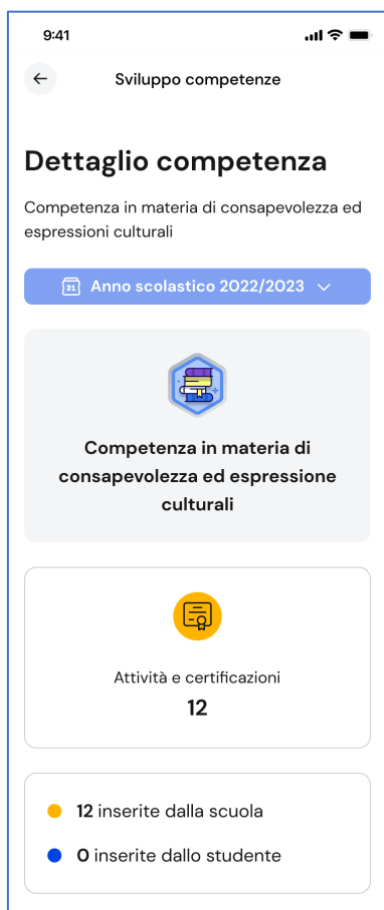 9:41
Sviluppo competenze
Dettaglio competenza
Competenza in materia di consapevolezza ed
espressioni culturali
31 Anno scolastico 2022/2023
Competenza in materia di
consapevolezza ed espressione
culturali
Attività e certificazioni
12
12 inserite dalla scuola
0 inserite dallo studente